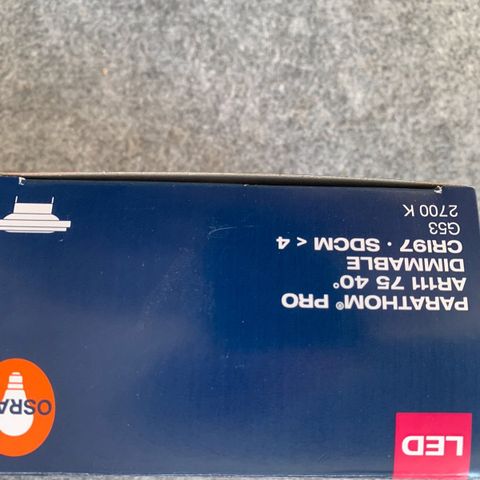 LED
PARATHOM® PRO
AR111 75 40°
DIMMABLE
CRI97 · SDCM < 4
G53
2700 K
OSRA